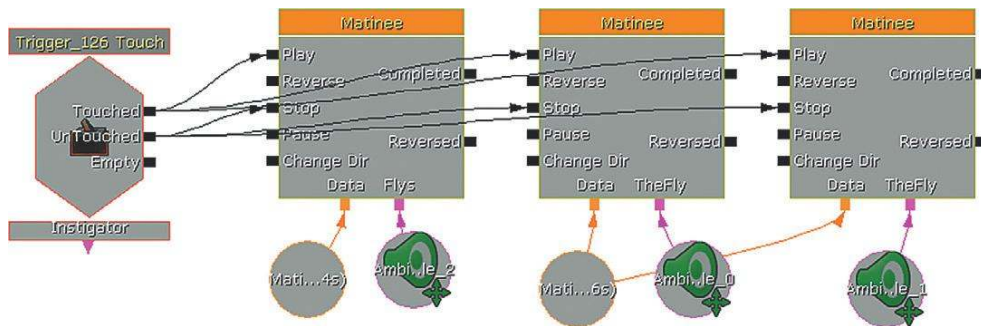 Trigger_126 Touch
Touched
UnTouched
Empty
Instigator
Matinee
Play
Reverse
Stop
Pause
Change Dir
Completed
Reversed
Data Flys
Mati...4s)
Ambi...le_2
Matinee
Play
Reverse
Stop
Pause
Change Dir
Completed
Reversed
Data TheFly
Mati...6s)
Ambi...le_0
Matinee
Play
Reverse
Stop
Pause
Change Dir
Completed
Reversed
Data TheFly
Ambi...le_1